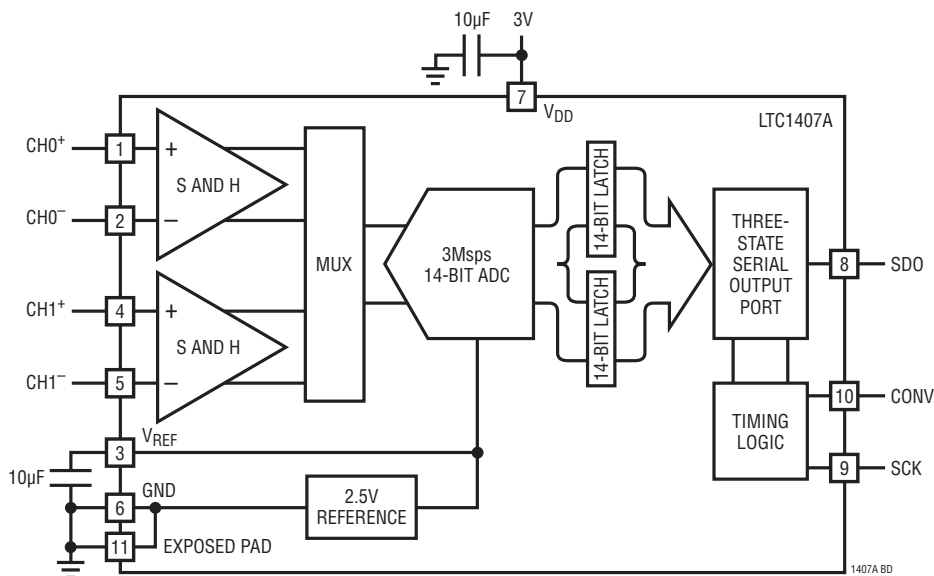 10µF
3V
7
VDD
LTC1407A
CH0+
1
+
S AND H
CH0−
2
−
MUX
3Msps
14-BIT ADC
14-BIT LATCH
14-BIT LATCH
THREE-
STATE
SERIAL
OUTPUT
PORT
8
SDO
CH1+
4
+
S AND H
CH1−
5
−
10
CONV
TIMING
LOGIC
9
SCK
VREF
3
10µF
GND
6
2.5V
REFERENCE
11
EXPOSED PAD
1407A BD